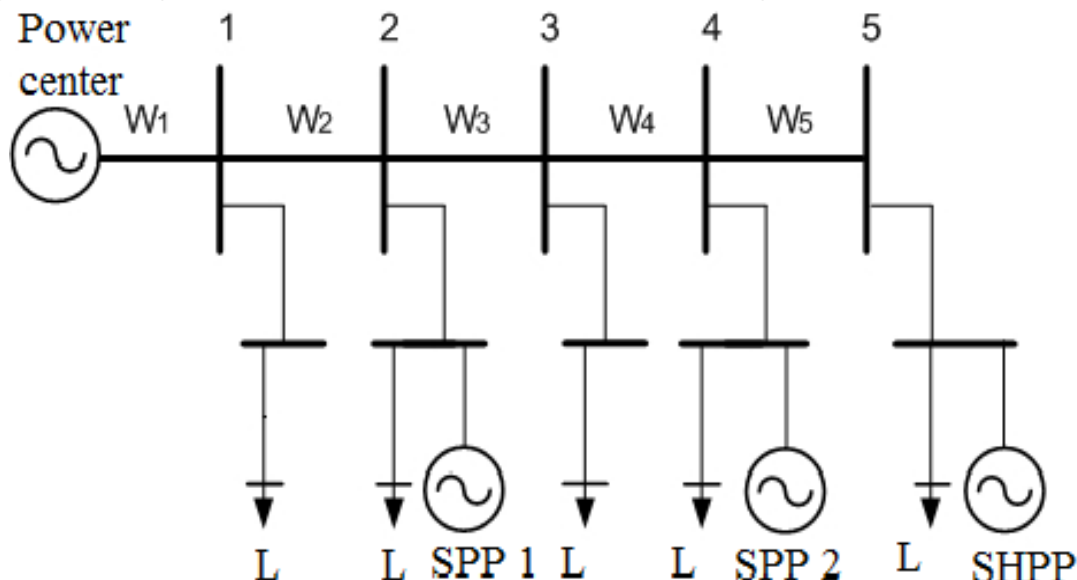 Power
center
1 2 3 4 5
W1 W2 W3 W4 W5
L L SPP 1 L L SPP 2 L SHPP